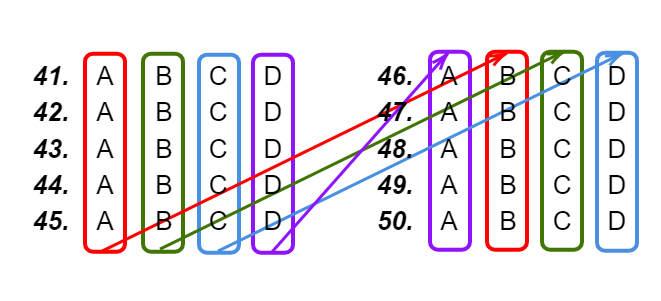 41. A B C D
42. A B C D
43. A B C D
44. A B C D
45. A B C D
46. A B C D
47. A B C D
48. A B C D
49. A B C D
50. A B C D